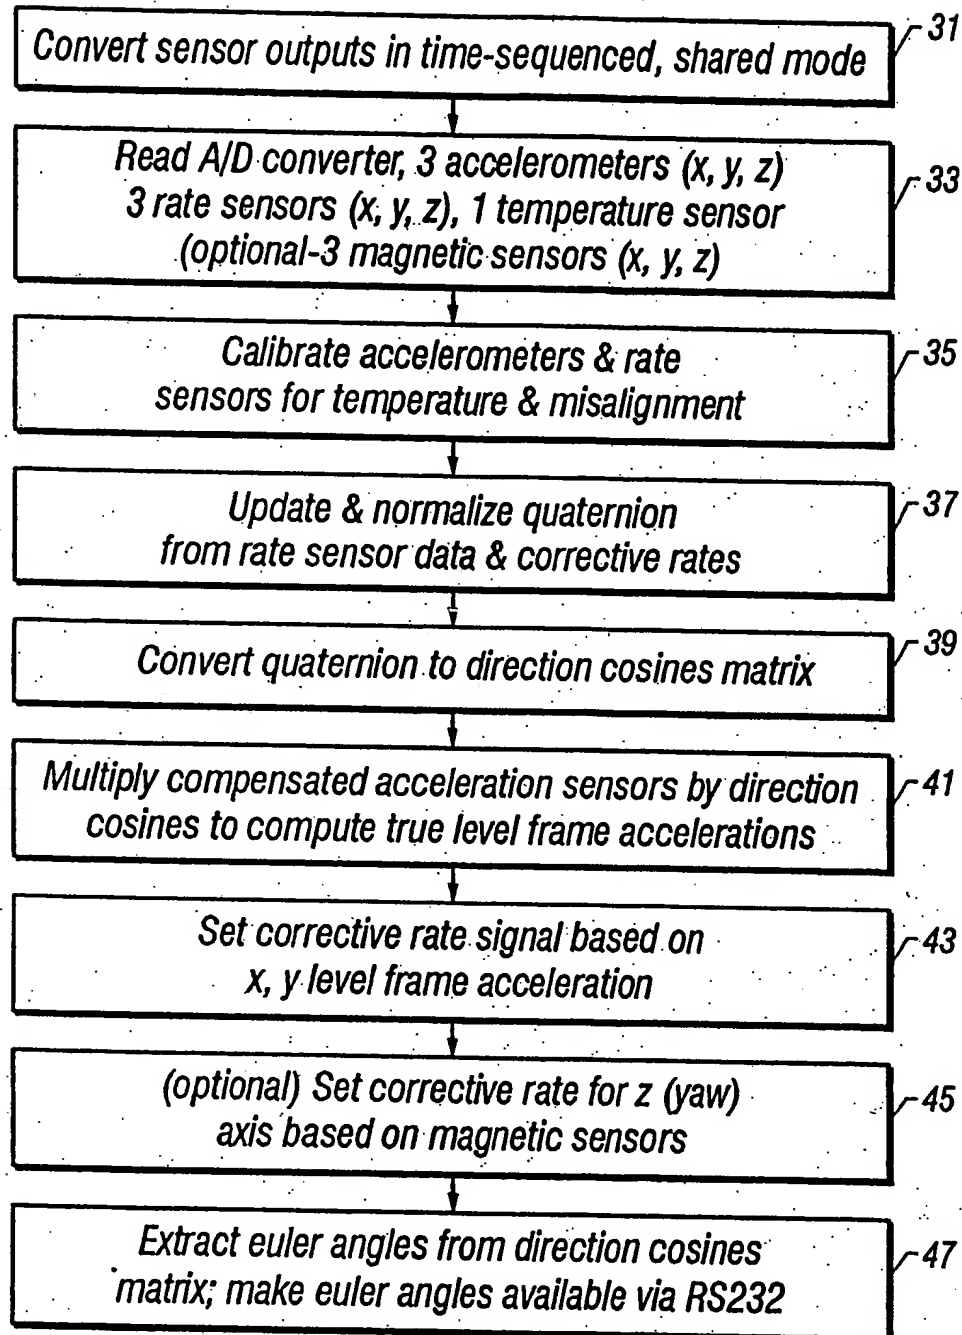 Convert sensor outputs in time-sequenced, shared mode
31
Read A/D converter, 3 accelerometers (x, y, z)
3 rate sensors (x, y, z), 1 temperature sensor
(optional-3 magnetic sensors (x, y, z)
33
Calibrate accelerometers & rate
sensors for temperature & misalignment
35
Update & normalize quaternion
from rate sensor data & corrective rates
37
Convert quaternion to direction cosines matrix
39
Multiply compensated acceleration sensors by direction
cosines to compute true level frame accelerations
41
Set corrective rate signal based on
x, y level frame acceleration
43
(optional) Set corrective rate for z (yaw)
axis based on magnetic sensors
45
Extract euler angles from direction cosines
matrix; make euler angles available via RS232
47